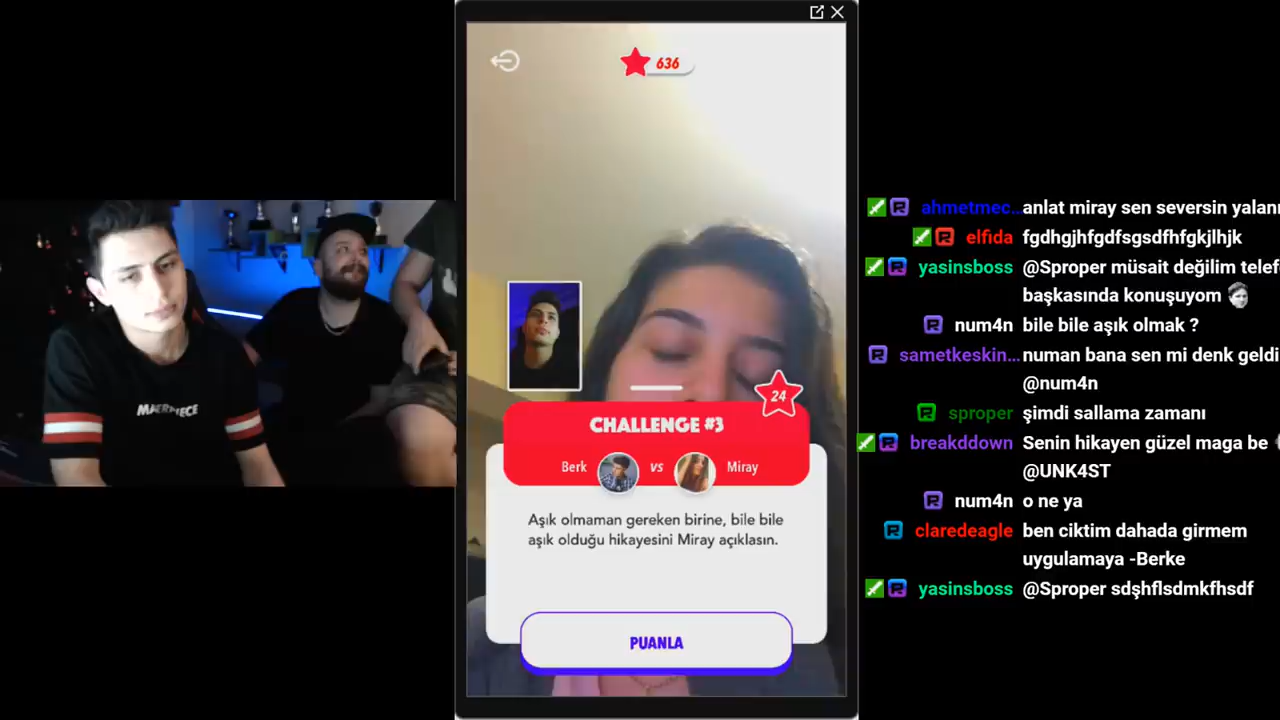 636
24
CHALLENGE #3
Berk VS Miray
Aşık olmaman gereken birine, bile bile
aşık olduğu hikayesini Miray açıklasın.
PUANLA
ahmetmec... anlat miray sen seversin yalanı
elfida fgdhgjhfgdfsgsdfhfgkjlhjk
yasinsboss @Sproper müsait değilim telef
başkasında konuşuyom
num4n bile bile aşık olmak ?
sametkeskin... numan bana sen mi denk geldi
@num4n
sproper şimdi sallama zamanı
breakddown Senin hikayen güzel maga be
@UNK4ST
num4n o ne ya
claredeagle ben ciktim dahada girmem
uygulamaya -Berke
yasinsboss @Sproper sdşhflsdmkfhsdf